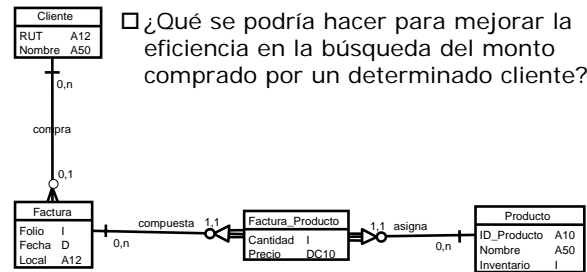 Cliente
RUT A12
Nombre A50
¿Qué se podría hacer para mejorar la
eficiencia en la búsqueda del monto
comprado por un determinado cliente?
0,n
compra
0,1
Factura
Folio I
Fecha D
Local A12
0,n
compuesta
1,1
Factura_Producto
Cantidad I
Precio DC10
1,1
asigna
0,n
Producto
ID_Producto A10
Nombre A50
Inventario I